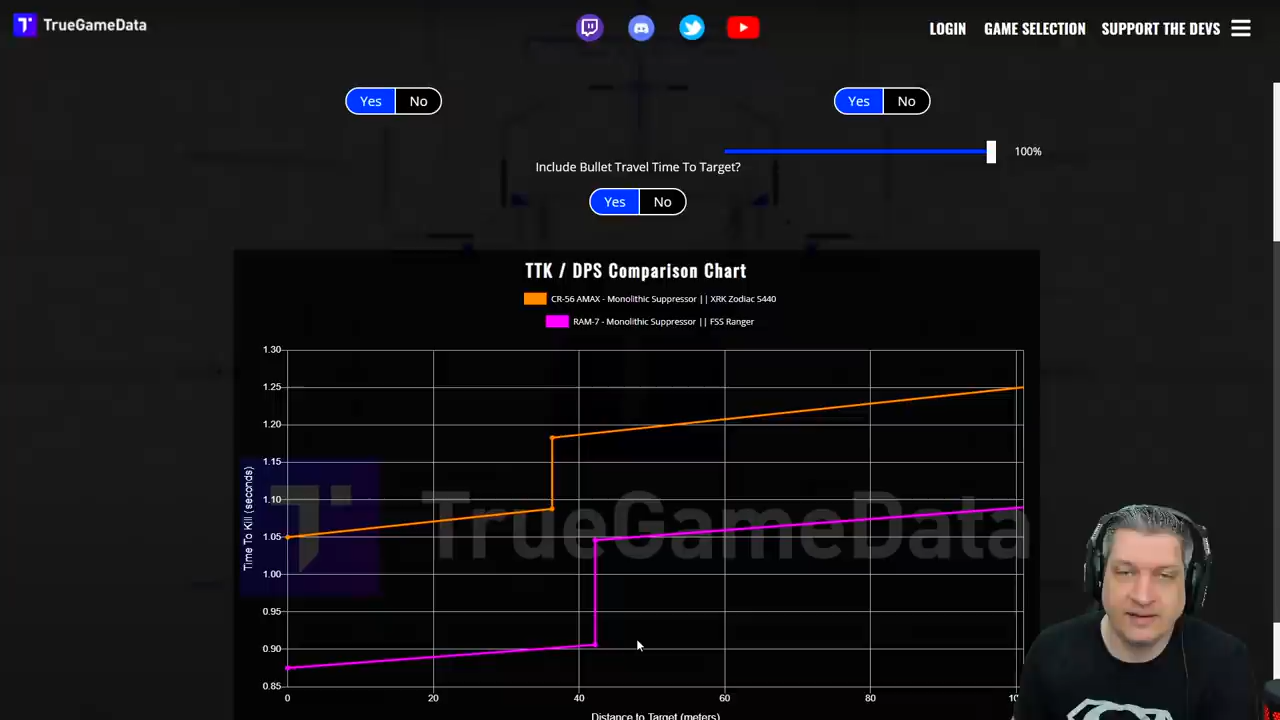 TrueGameData
LOGIN GAME SELECTION SUPPORT THE DEVS
Yes No
Yes No
100%
Include Bullet Travel Time To Target?
Yes No
TTK / DPS Comparison Chart
CR-56 AMAX - Monolithic Suppressor || XRK Zodiac S440
RAM-7 - Monolithic Suppressor || FSS Ranger
1.30
1.25
1.20
1.15
1.10
1.05
1.00
0.95
0.90
0.85
Time To Kill (seconds)
TrueGameData
0 20 40 60 80
Distance to Target (meters)